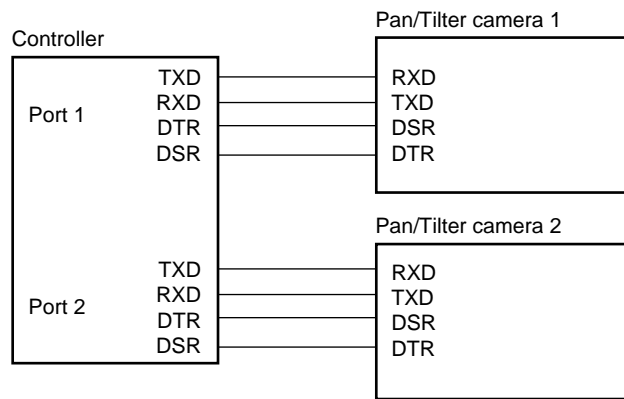 Controller
Port 1
TXD
RXD
DTR
DSR
Port 2
TXD
RXD
DTR
DSR
Pan/Tilter camera 1
RXD
TXD
DSR
DTR
Pan/Tilter camera 2
RXD
TXD
DSR
DTR